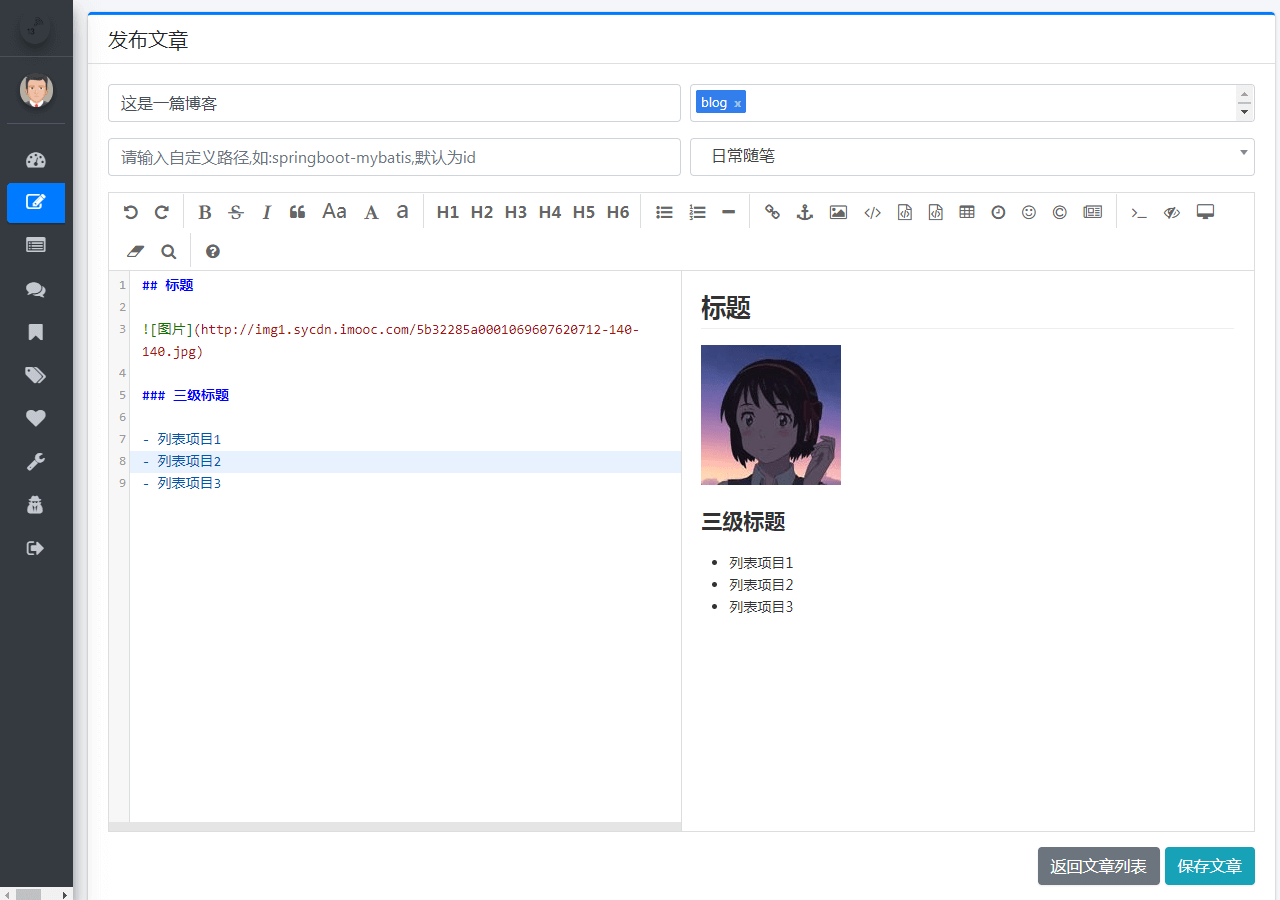 发布文章
这是一篇博客
blog x
请输入自定义路径,如:springboot-mybatis,默认为id
日常随笔
B S I Aa A a H1 H2 H3 H4 H5 H6
1 ## 标题
2
3 ![图片](http://img1.sycdn.imooc.com/5b32285a0001069607620712-140-
140.jpg)
4
5 ### 三级标题
6
7 - 列表项目1
8 - 列表项目2
9 - 列表项目3
标题
三级标题
• 列表项目1
• 列表项目2
• 列表项目3
返回文章列表
保存文章